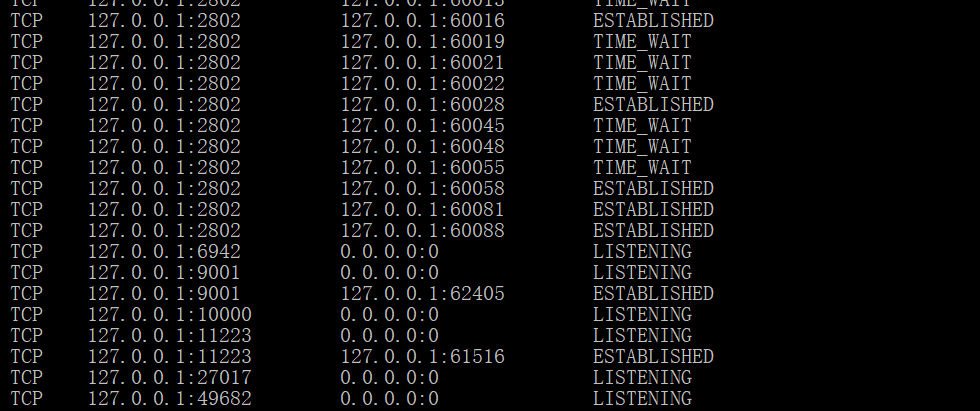 TCP 127.0.0.1:2802 127.0.0.1:60015 TIME_WAIT
TCP 127.0.0.1:2802 127.0.0.1:60016 ESTABLISHED
TCP 127.0.0.1:2802 127.0.0.1:60019 TIME_WAIT
TCP 127.0.0.1:2802 127.0.0.1:60021 TIME_WAIT
TCP 127.0.0.1:2802 127.0.0.1:60022 TIME_WAIT
TCP 127.0.0.1:2802 127.0.0.1:60028 ESTABLISHED
TCP 127.0.0.1:2802 127.0.0.1:60045 TIME_WAIT
TCP 127.0.0.1:2802 127.0.0.1:60048 TIME_WAIT
TCP 127.0.0.1:2802 127.0.0.1:60055 TIME_WAIT
TCP 127.0.0.1:2802 127.0.0.1:60058 ESTABLISHED
TCP 127.0.0.1:2802 127.0.0.1:60081 ESTABLISHED
TCP 127.0.0.1:2802 127.0.0.1:60088 ESTABLISHED
TCP 127.0.0.1:6942 0.0.0.0:0 LISTENING
TCP 127.0.0.1:9001 0.0.0.0:0 LISTENING
TCP 127.0.0.1:9001 127.0.0.1:62405 ESTABLISHED
TCP 127.0.0.1:10000 0.0.0.0:0 LISTENING
TCP 127.0.0.1:11223 0.0.0.0:0 LISTENING
TCP 127.0.0.1:11223 127.0.0.1:61516 ESTABLISHED
TCP 127.0.0.1:27017 0.0.0.0:0 LISTENING
TCP 127.0.0.1:49682 0.0.0.0:0 LISTENING